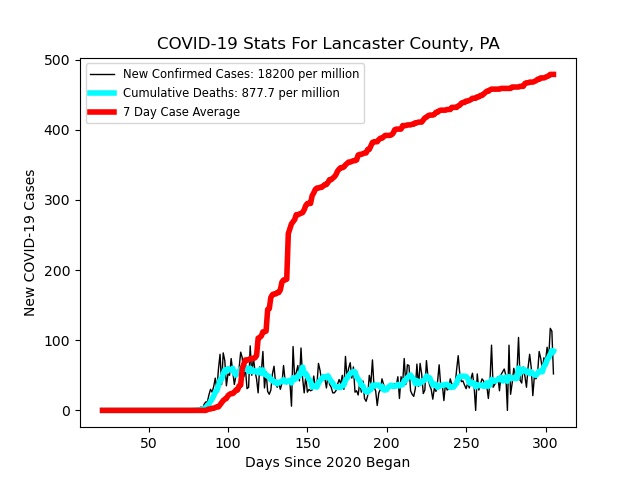 COVID-19 Stats For Lancaster County, PA
New Confirmed Cases: 18200 per million
Cumulative Deaths: 877.7 per million
7 Day Case Average
New COVID-19 Cases
500
400
300
200
100
0
50 100 150 200 250 300
Days Since 2020 Began